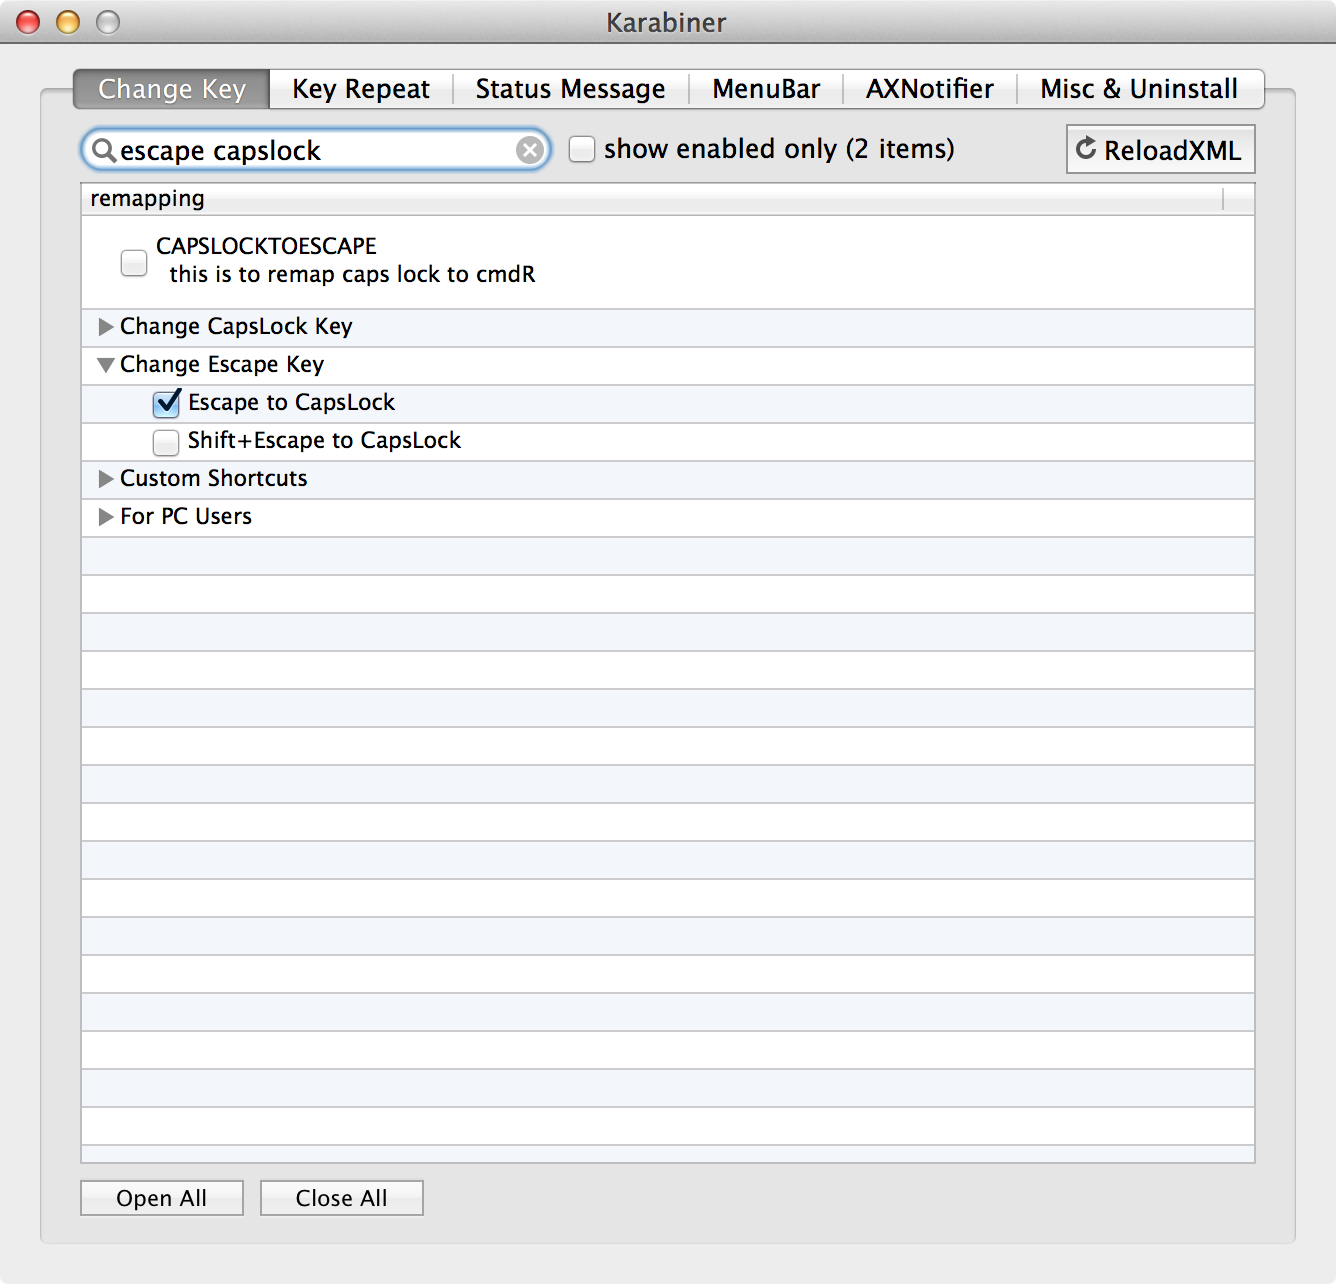 Karabiner
Change Key Key Repeat Status Message MenuBar AXNotifier Misc & Uninstall
escape capslock show enabled only (2 items) ReloadXML
remapping
CAPSLOCKTOESCAPE
this is to remap caps lock to cmdR
Change CapsLock Key
Change Escape Key
Escape to CapsLock
Shift+Escape to CapsLock
Custom Shortcuts
For PC Users
Open All Close All